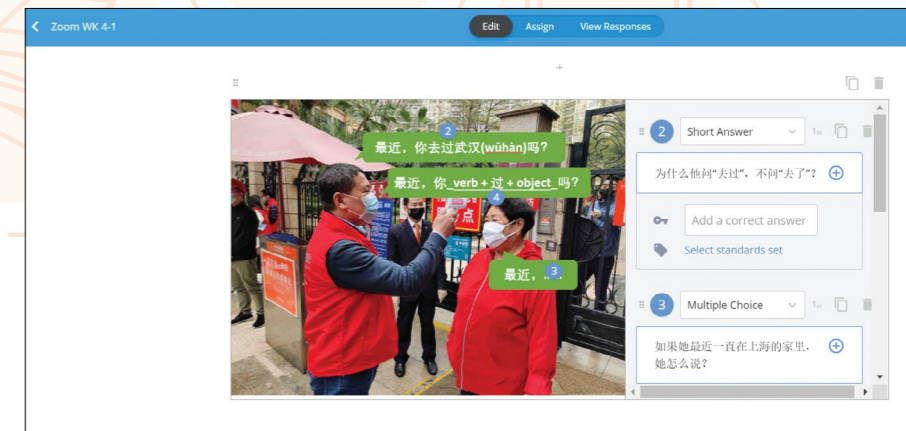 Zoom WK 4-1
Edit
Assign
View Responses
2
最近，你去过武汉(wǔhàn)吗？
最近，你_verb + 过 + object_吗？
4
点
最近，
3
2
Short Answer
1pt
为什么他问“去过”，不问“去了”？
Add a correct answer
Select standards set
3
Multiple Choice
1pt
如果她最近一直在上海的家里，
她怎么说？